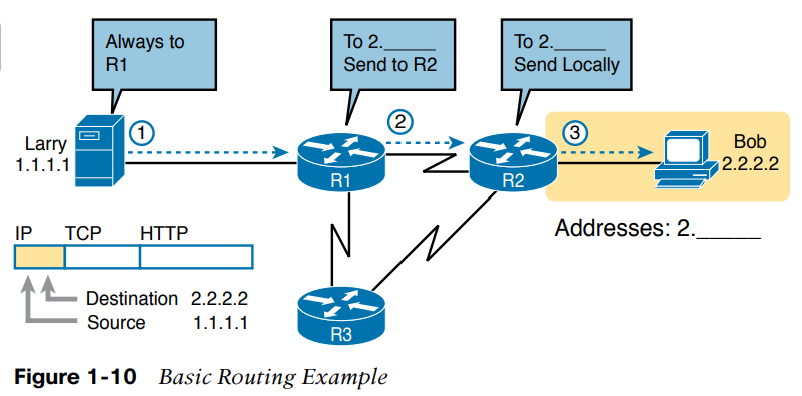 Always to
R1
To 2._____
Send to R2
To 2._____
Send Locally
Larry
1.1.1.1
1
2
3
R1
R2
Bob
2.2.2.2
Addresses: 2._____
IP TCP HTTP
Destination 2.2.2.2
Source 1.1.1.1
R3
Figure 1-10 Basic Routing Example